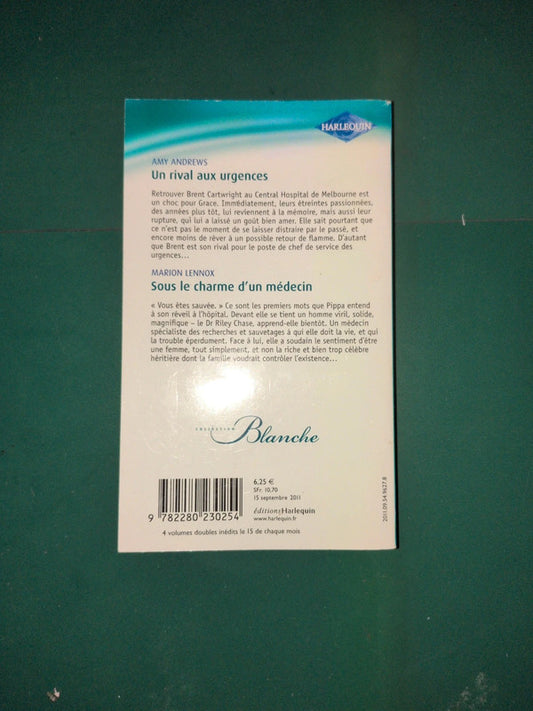 HARLEQUIN
AMY ANDREWS
Un rival aux urgences
Retrouver Brent Cartwright au Central Hospital de Melbourne est
un choc pour Grace. Immédiatement, leurs étreintes passionnées,
des années plus tôt, lui reviennent à la mémoire, mais aussi leur
rupture, qui lui a laissé un goût bien amer. Elle sait pourtant que
ce n'est pas le moment de se laisser distraire par le passé, et
encore moins de rêver à un possible retour de flamme. D'autant
que Brent est son rival pour le poste de chef de service des
urgences…
MARION LENNOX
Sous le charme d'un médecin
« Vous êtes sauvée. » Ce sont les premiers mots que Pippa entend
à son réveil à l'hôpital. Devant elle se tient un homme viril, solide,
magnifique – le Dr Riley Chase, apprend-elle bientôt. Un médecin
spécialiste des recherches et sauvetages à qui elle doit la vie, et qui
la trouble éperdument. Face à lui, elle a soudain le sentiment d'être
une femme, tout simplement, et non la riche et bien trop célèbre
héritière dont la famille voudrait contrôler l'existence…
COLLECTION
Blanche
6,25 €
SFr. 10,70
15 septembre 2011
éditions Harlequin
www.harlequin.fr
9 782280 230254
4 volumes doubles inédits le 15 de chaque mois
2011.09.54.9627.8